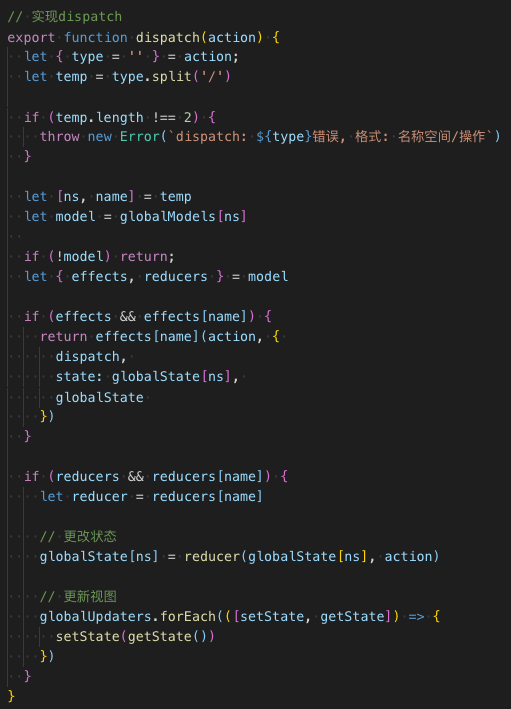 // 实现dispatch
export function dispatch(action) {
  let { type = '' } = action;
  let temp = type.split('/')

  if (temp.length !== 2) {
    throw new Error(`dispatch: ${type}错误, 格式: 名称空间/操作`)
  }

  let [ns, name] = temp
  let model = globalModels[ns]

  if (!model) return;
  let { effects, reducers } = model

  if (effects && effects[name]) {
    return effects[name](action, {
      dispatch,
      state: globalState[ns],
      globalState
    })
  }

  if (reducers && reducers[name]) {
    let reducer = reducers[name]

    // 更改状态
    globalState[ns] = reducer(globalState[ns], action)

    // 更新视图
    globalUpdaters.forEach(([setState, getState]) => {
      setState(getState())
    })
  }
}